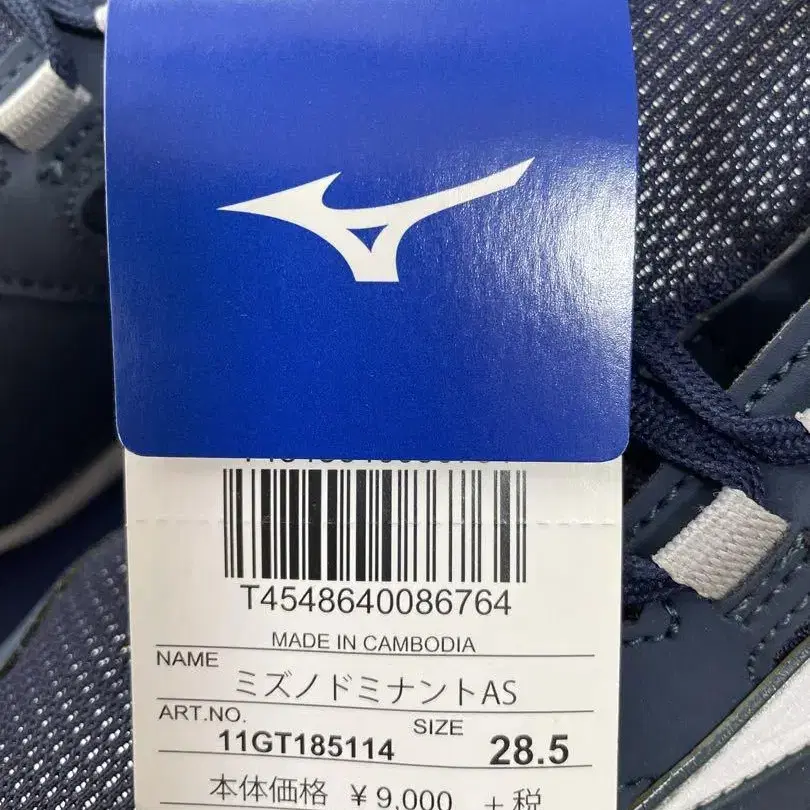 T4548640086764
MADE IN CAMBODIA
NAME ミズノドミナントAS
ART.NO. 11GT185114 SIZE 28.5
本体価格 ¥9,000 +税